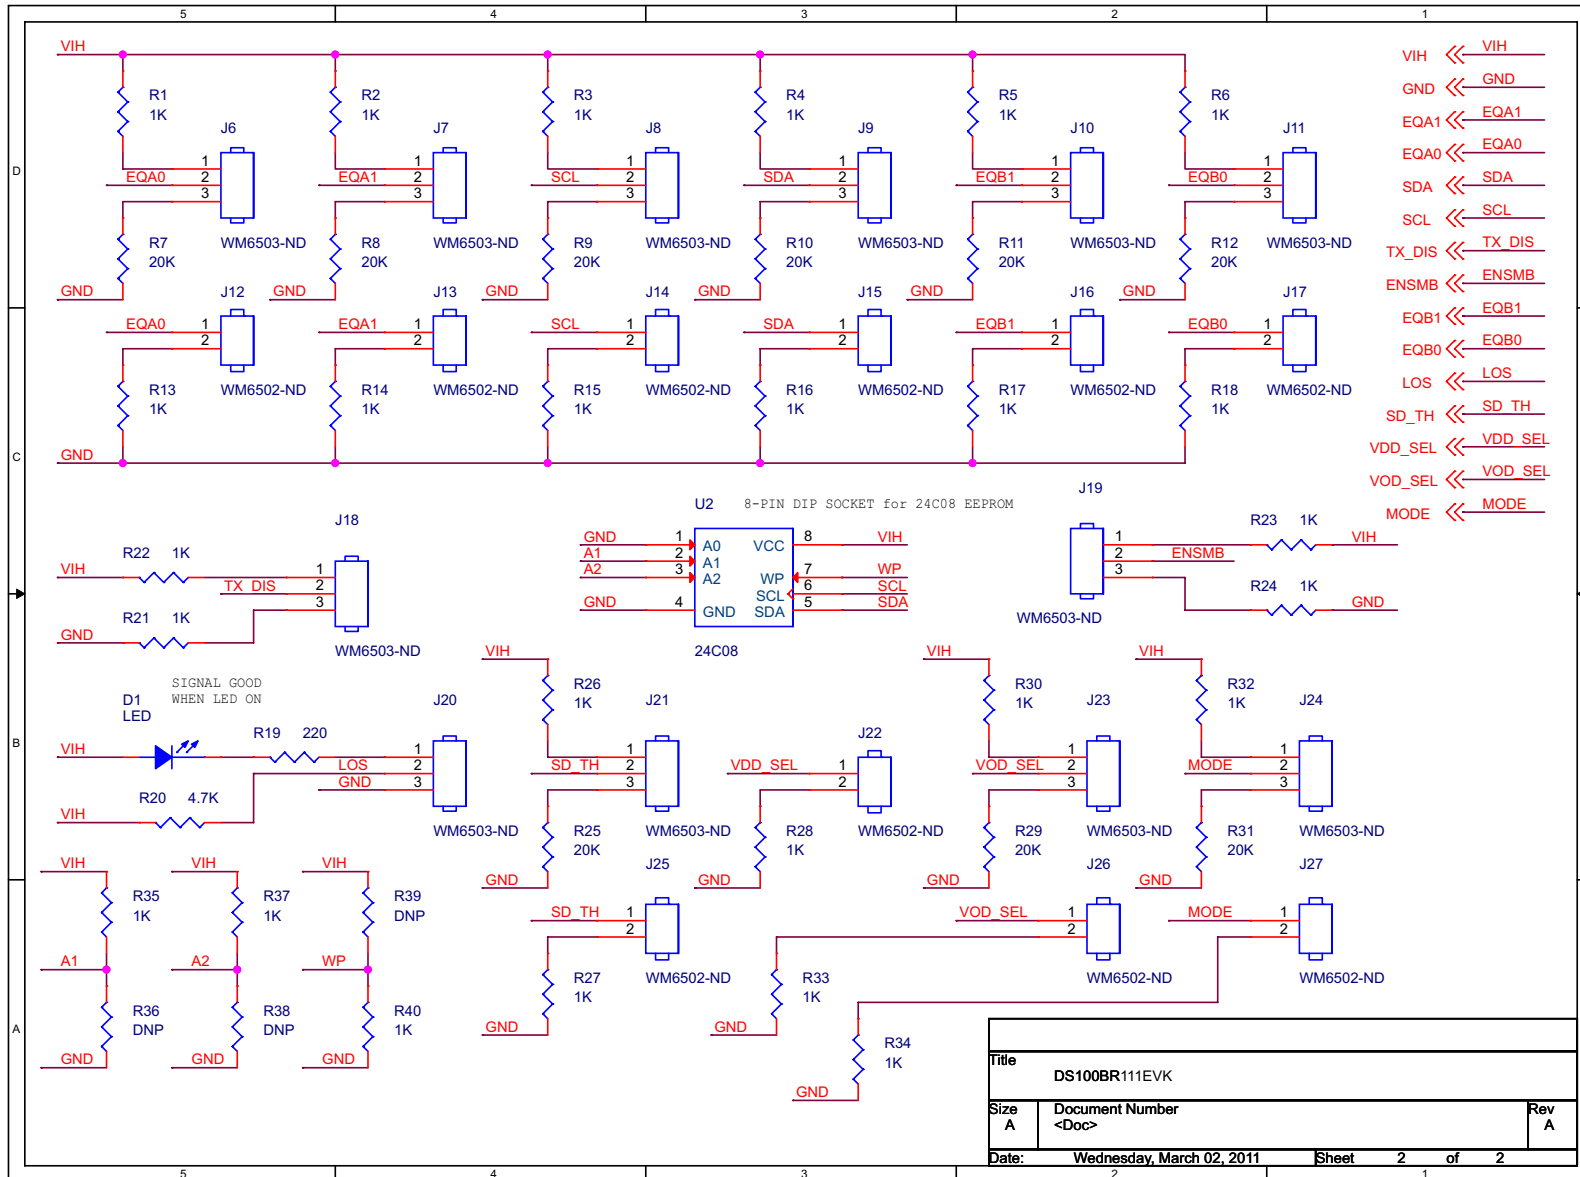 5 4 3 2 1
VIH
VIH VIH
GND GND
EQA1 EQA1
EQA0 EQA0
SDA SDA
SCL SCL
TX_DIS TX_DIS
ENSMB ENSMB
EQB1 EQB1
EQB0 EQB0
LOS LOS
SD_TH SD_TH
VDD_SEL VDD_SEL
VOD_SEL VOD_SEL
MODE MODE
R1 R2 R3 R4 R5 R6
1K 1K 1K 1K 1K 1K
J6 J7 J8 J9 J10 J11
1 1 1 1 1 1
D
EQA0 2 EQA1 2 SCL 2 SDA 2 EQB1 2 EQB0 2
3 3 3 3 3 3
R7 WM6503-ND R8 WM6503-ND R9 WM6503-ND R10 WM6503-ND R11 WM6503-ND R12 WM6503-ND
20K 20K 20K 20K 20K 20K
GND J12 GND J13 GND J14 GND J15 GND J16 GND J17
EQA0 1 EQA1 1 SCL 1 SDA 1 EQB1 1 EQB0 1
2 2 2 2 2 2
R13 WM6502-ND R14 WM6502-ND R15 WM6502-ND R16 WM6502-ND R17 WM6502-ND R18 WM6502-ND
1K 1K 1K 1K 1K 1K
C
GND
J18
R22 1K
VIH 1
TX_DIS 2
R21 1K 3
GND
WM6503-ND
U2 8-PIN DIP SOCKET for 24C08 EEPROM
GND 1 A0 VCC 8 VIH
A1 2 A1
A2 3 A2 WP 7 WP
SCL 6 SCL
GND 4 GND SDA 5 SDA
24C08
J19
R23 1K
1 VIH
2 ENSMB
3 R24 1K
GND
WM6503-ND
SIGNAL GOOD
WHEN LED ON
D1
LED
R19 220
J20
VIH 1
LOS 2
GND 3
R20 4.7K
VIH
WM6503-ND
B
VIH
R26
1K
J21
1
SD_TH 2
3
R25
20K
WM6503-ND
GND
J22
VDD_SEL 1
2
R28
1K
WM6502-ND
GND
VIH
R30
1K
J23
1
VOD_SEL 2
3
R29
20K
WM6503-ND
GND
VIH
R32
1K
J24
1
MODE 2
3
R31
20K
WM6503-ND
GND
VIH VIH VIH
R35 R37 R39
1K 1K DNP
A1 A2 WP
R36 R38 R40
DNP DNP 1K
GND GND GND
A
J25
SD_TH 1
2
R27
1K
WM6502-ND
GND
J26
VOD_SEL 1
2
WM6502-ND
R33
1K
GND
J27
MODE 1
2
WM6502-ND
R34
1K
GND
Title
DS100BR111EVK
Size Document Number Rev
A <Doc> A
Date: Wednesday, March 02, 2011 Sheet 2 of 2
5 4 3 2 1